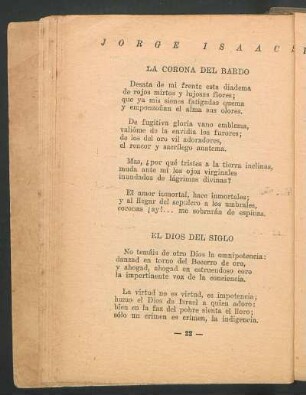 JORGE ISAACS
LA CORONA DEL BARDO
Desata de mi frente esta diadema
de rojos mirtos y lujosas flores;
que ya mis sienes fatigadas quema
y emponzoñan el alma sus olores.
De fugitiva gloria vano emblema,
valióme de la envidia los furores;
de los del oro vil adoradores,
el rencor y sacrílego anatema.
Mas, ¿por qué tristes a la tierra inclinas,
muda ante mí los ojos virginales
nublados de lágrimas divinas?
El amor inmortal, hace inmortales;
y al llegar del sepulcro a los umbrales,
coronas ¡ay!... me sobrarán de espinas.
EL DIOS DEL SIGLO
No temáis de otro Dios la omnipotencia:
danzad en torno del Becerro de oro,
y ahogad, ahogad en estruendoso coro
la impertinente voz de la conciencia.
La virtud no es virtud, es impotencia;
humo el Dios de Israel a quien adoro;
bien en la faz del pobre sienta el lloro;
sólo un crimen es crimen, la indigencia.
— 22 —